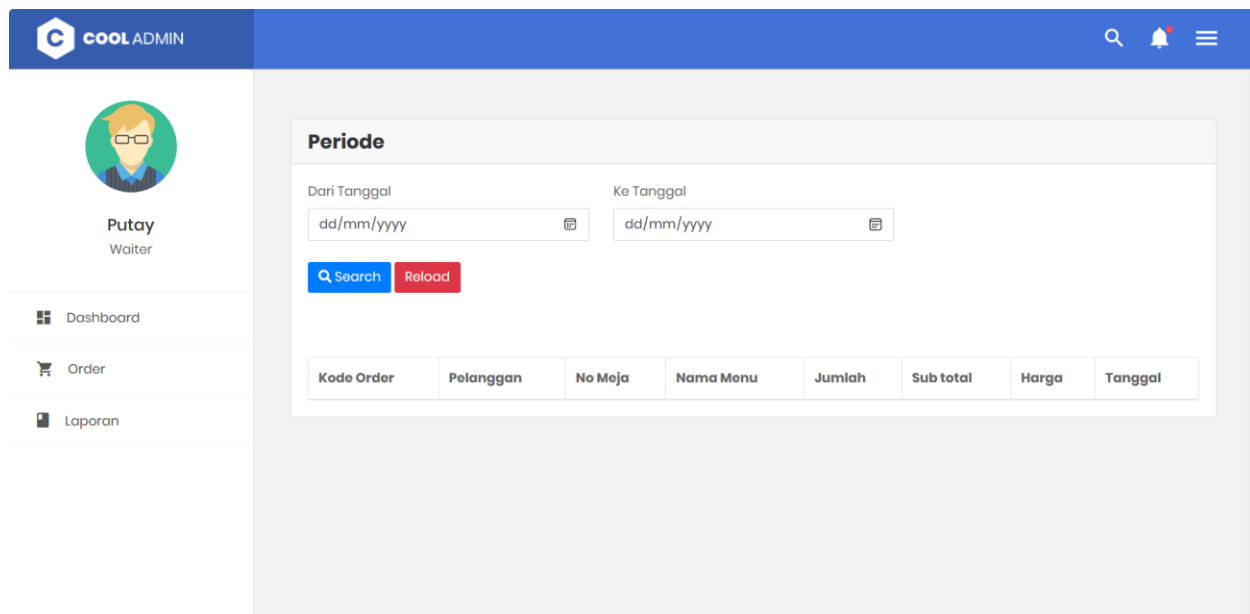 C COOL ADMIN
Putay
Waiter
Dashboard
Order
Laporan
Periode
Dari Tanggal Ke Tanggal
dd/mm/yyyy dd/mm/yyyy
Search Reload
Kode Order Pelanggan No Meja Nama Menu Jumlah Sub total Harga Tanggal